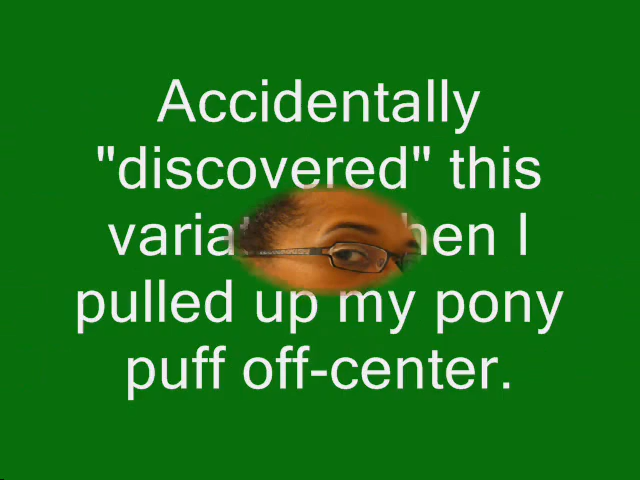 Accidentally
"discovered" this
I
pulled up my pony
puff off-center.